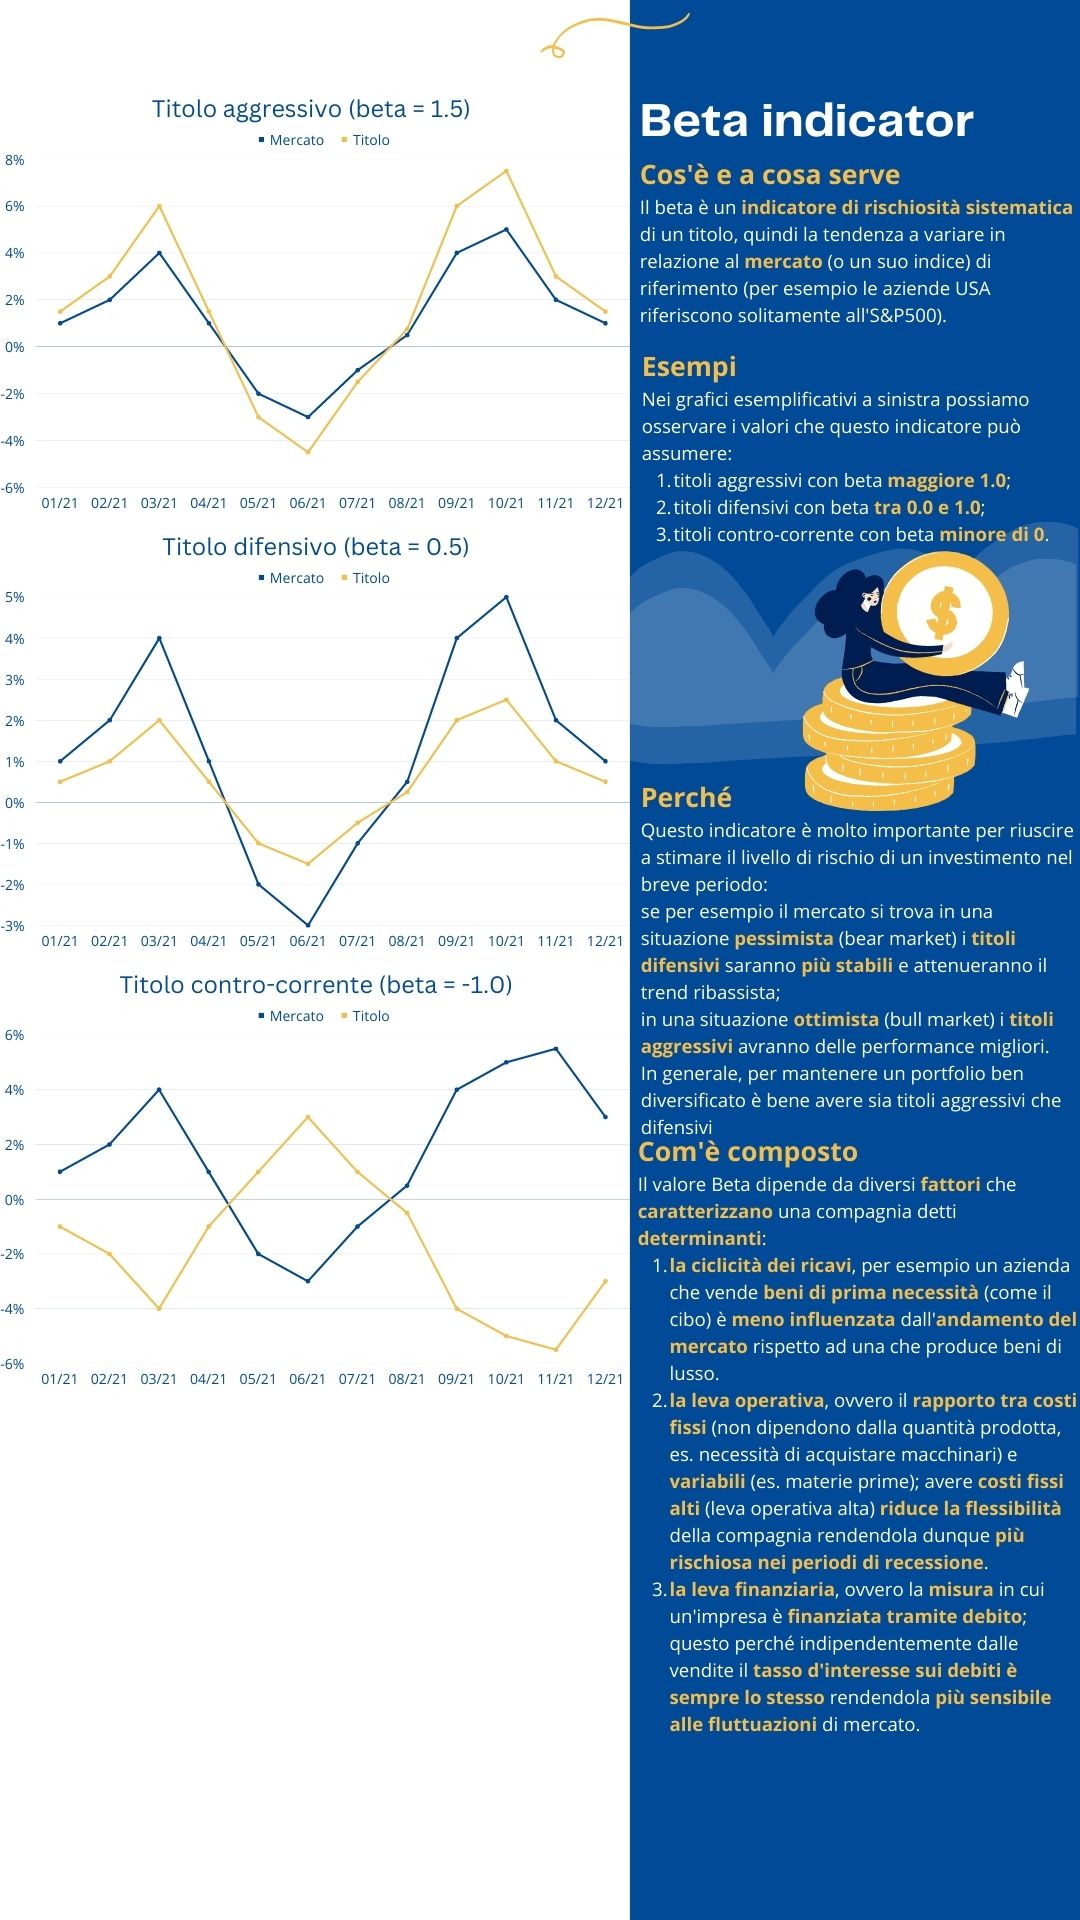 Titolo aggressivo (beta = 1.5)
Mercato Titolo
8%
6%
4%
2%
0%
-2%
-4%
-6%
01/21 02/21 03/21 04/21 05/21 06/21 07/21 08/21 09/21 10/21 11/21 12/21
Titolo difensivo (beta = 0.5)
Mercato Titolo
5%
4%
3%
2%
1%
0%
-1%
-2%
-3%
01/21 02/21 03/21 04/21 05/21 06/21 07/21 08/21 09/21 10/21 11/21 12/21
Titolo contro-corrente (beta = -1.0)
Mercato Titolo
6%
4%
2%
0%
-2%
-4%
-6%
01/21 02/21 03/21 04/21 05/21 06/21 07/21 08/21 09/21 10/21 11/21 12/21
Beta indicator
Cos'è e a cosa serve
Il beta è un indicatore di rischiosità sistematica
di un titolo, quindi la tendenza a variare in
relazione al mercato (o un suo indice) di
riferimento (per esempio le aziende USA
riferiscono solitamente all'S&P500).
Esempi
Nei grafici esemplificativi a sinistra possiamo
osservare i valori che questo indicatore può
assumere:
1. titoli aggressivi con beta maggiore 1.0;
2. titoli difensivi con beta tra 0.0 e 1.0;
3. titoli contro-corrente con beta minore di 0.
$
Perché
Questo indicatore è molto importante per riuscire
a stimare il livello di rischio di un investimento nel
breve periodo:
se per esempio il mercato si trova in una
situazione pessimista (bear market) i titoli
difensivi saranno più stabili e attenueranno il
trend ribassista;
in una situazione ottimista (bull market) i titoli
aggressivi avranno delle performance migliori.
In generale, per mantenere un portfolio ben
diversificato è bene avere sia titoli aggressivi che
difensivi
Com'è composto
Il valore Beta dipende da diversi fattori che
caratterizzano una compagnia detti
determinanti:
1. la ciclicità dei ricavi, per esempio un azienda
che vende beni di prima necessità (come il
cibo) è meno influenzata dall'andamento del
mercato rispetto ad una che produce beni di
lusso.
2. la leva operativa, ovvero il rapporto tra costi
fissi (non dipendono dalla quantità prodotta,
es. necessità di acquistare macchinari) e
variabili (es. materie prime); avere costi fissi
alti (leva operativa alta) riduce la flessibilità
della compagnia rendendola dunque più
rischiosa nei periodi di recessione.
3. la leva finanziaria, ovvero la misura in cui
un'impresa è finanziata tramite debito;
questo perché indipendentemente dalle
vendite il tasso d'interesse sui debiti è
sempre lo stesso rendendola più sensibile
alle fluttuazioni di mercato.